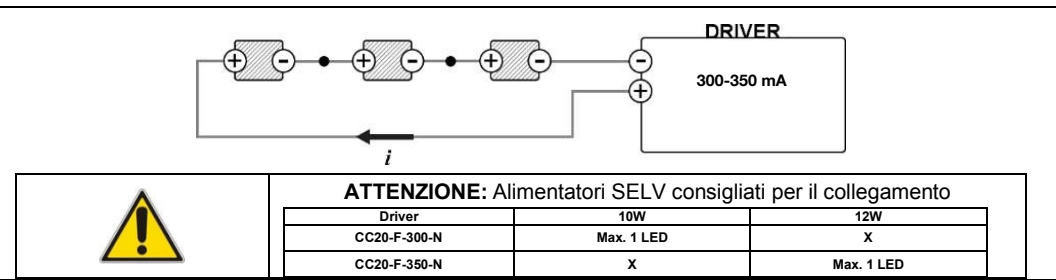 DRIVER
+ - + - + - -
300-350 mA
+
i
ATTENZIONE: Alimentatori SELV consigliati per il collegamento
Driver 10W 12W
CC20-F-300-N Max. 1 LED X
CC20-F-350-N X Max. 1 LED